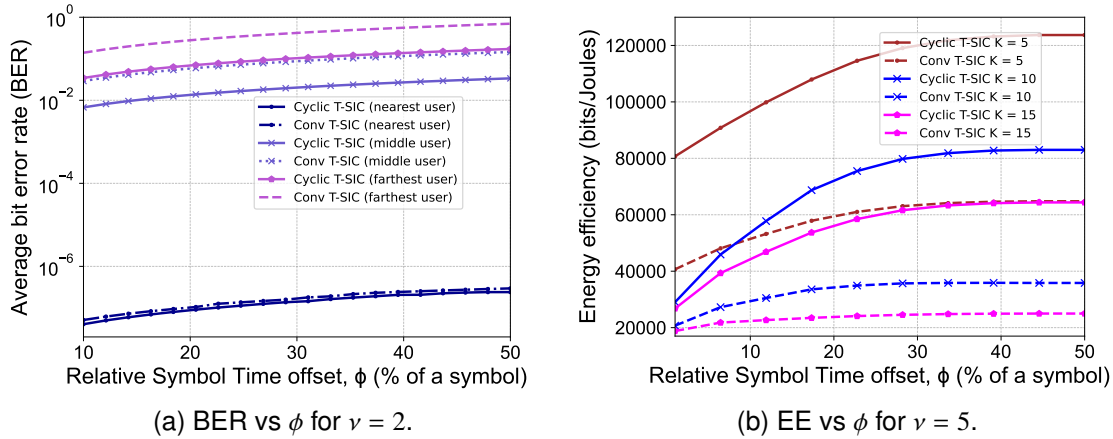 10^0
10^-2
10^-4
10^-6
Average bit error rate (BER)
Cyclic T-SIC (nearest user)
Conv T-SIC (nearest user)
Cyclic T-SIC (middle user)
Conv T-SIC (middle user)
Cyclic T-SIC (farthest user)
Conv T-SIC (farthest user)
10 20 30 40 50
Relative Symbol Time offset, ϕ (% of a symbol)
(a) BER vs ϕ for ν = 2.
120000
100000
80000
60000
40000
20000
Energy efficiency (bits/Joules)
Cyclic T-SIC K = 5
Conv T-SIC K = 5
Cyclic T-SIC K = 10
Conv T-SIC K = 10
Cyclic T-SIC K = 15
Conv T-SIC K = 15
10 20 30 40 50
Relative Symbol Time offset, ϕ (% of a symbol)
(b) EE vs ϕ for ν = 5.